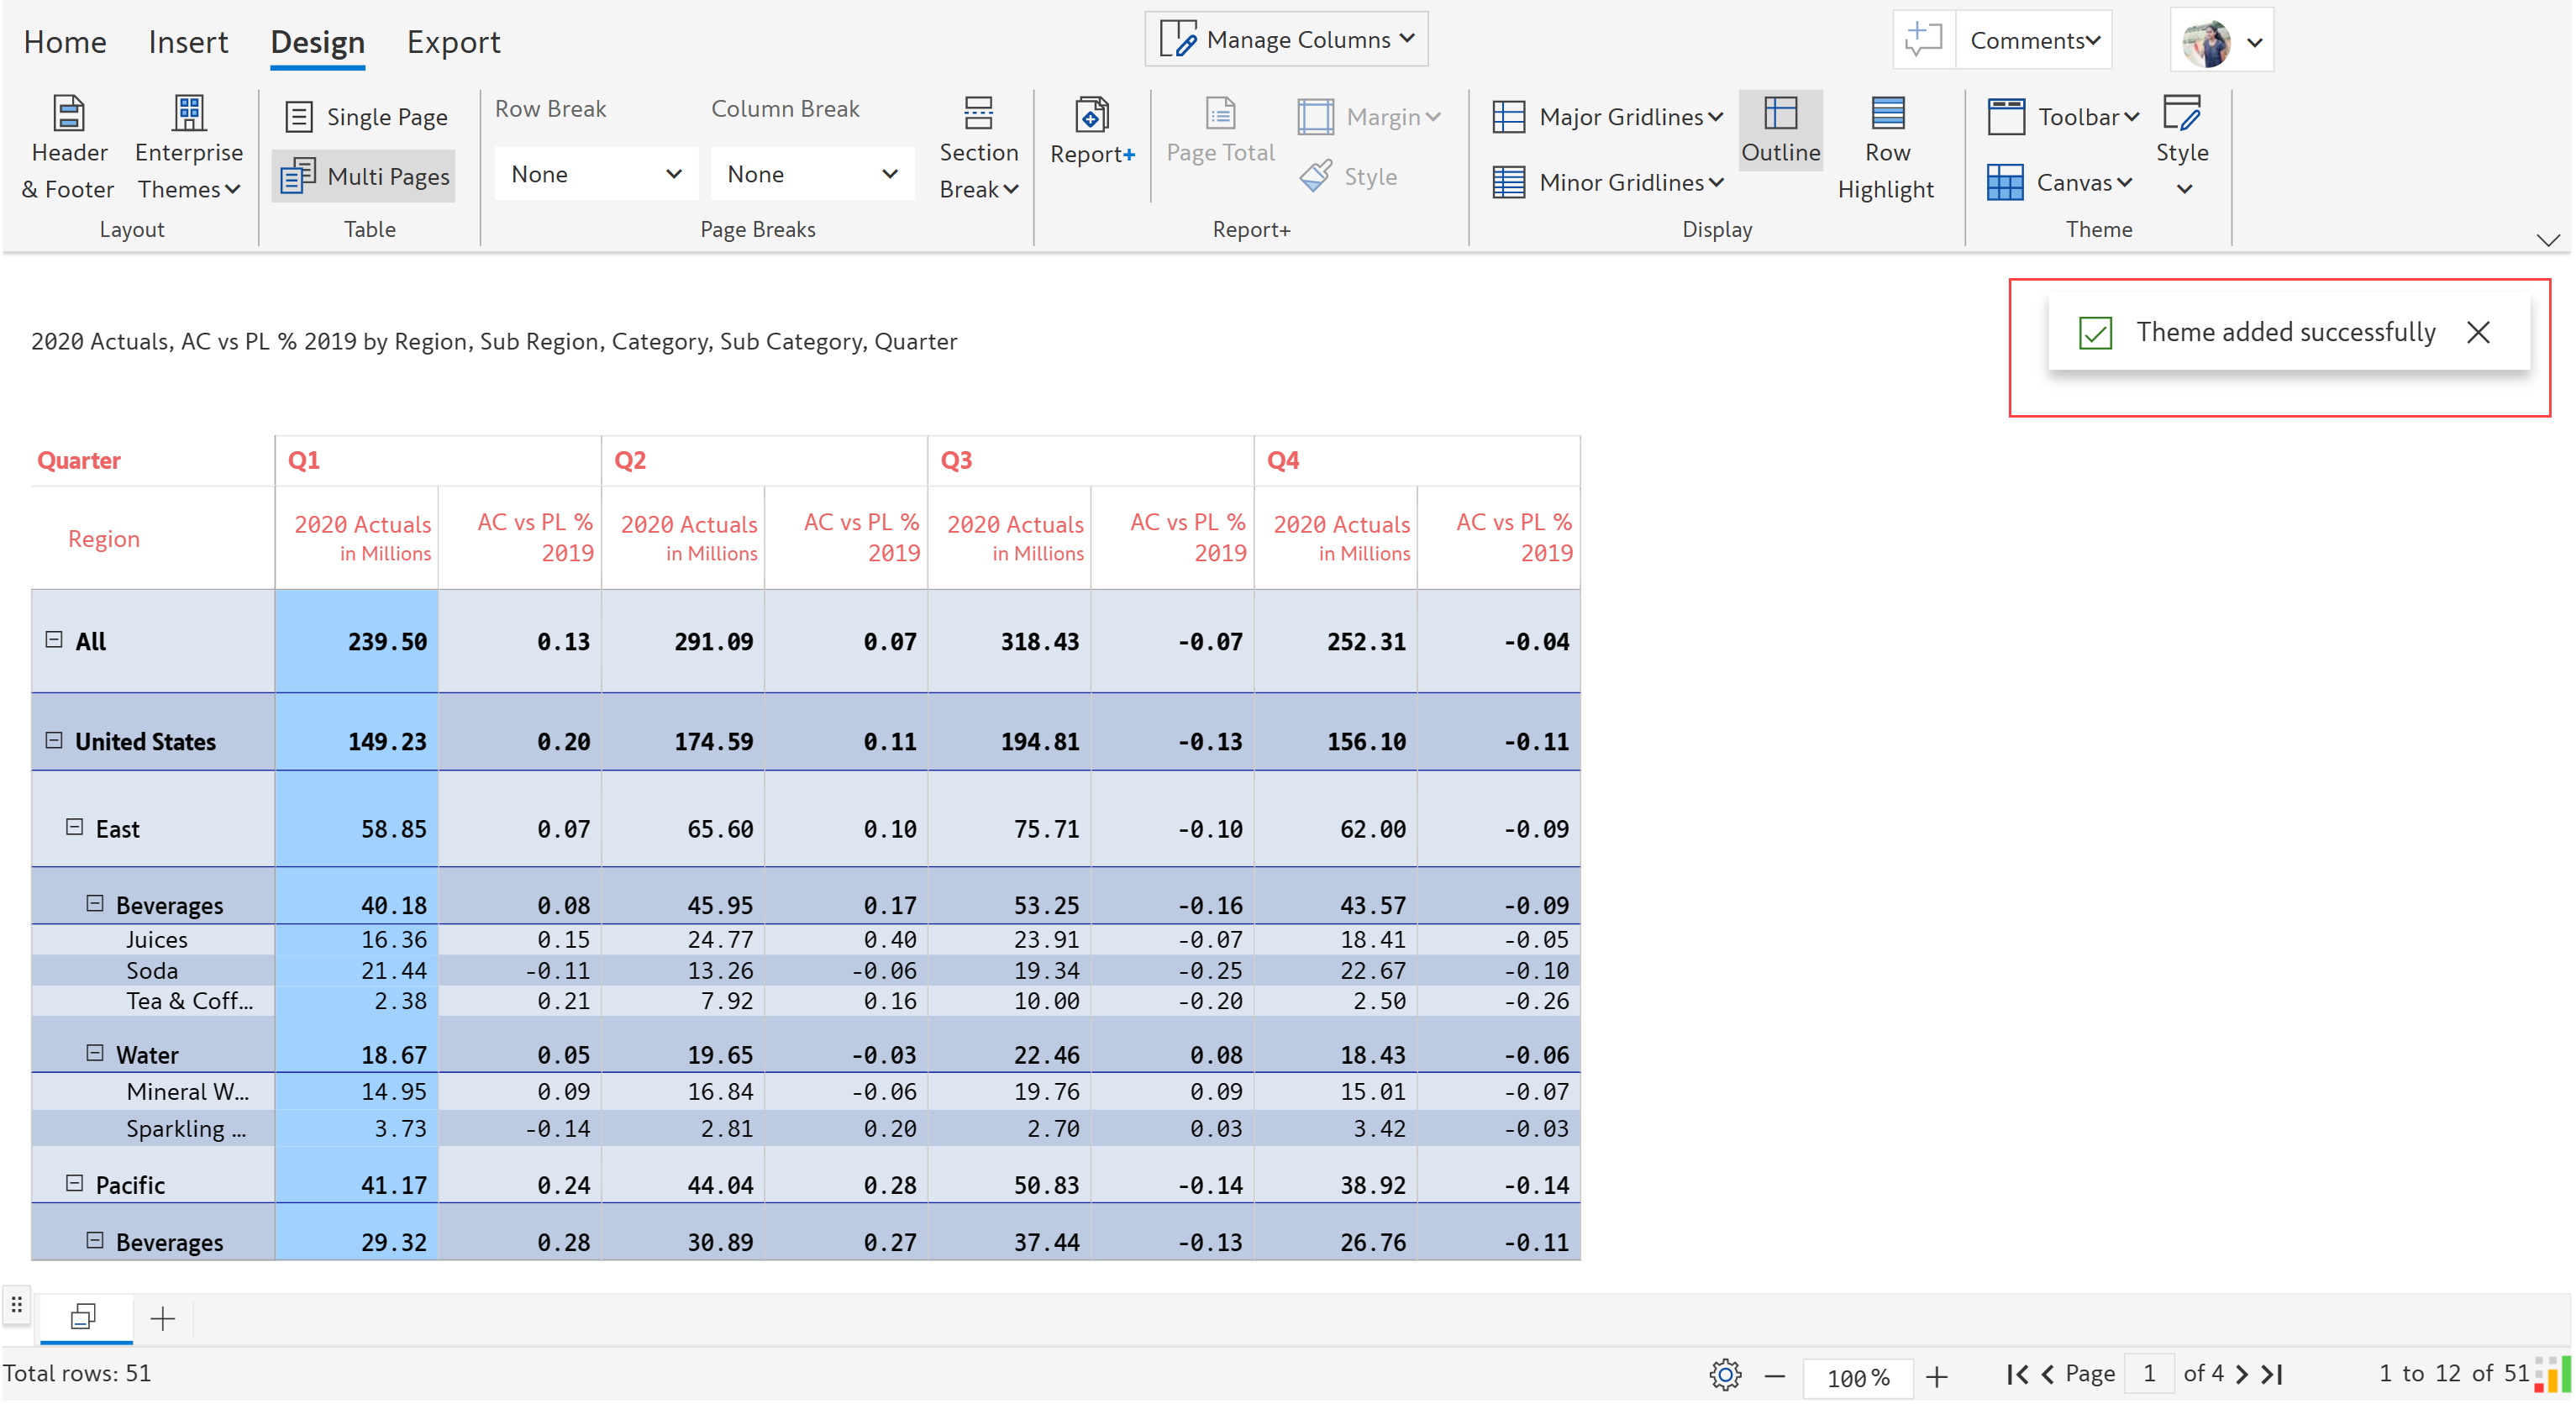 Home Insert Design Export Manage Columns Comments
Header & Footer Enterprise Themes Layout
Single Page Multi Pages Table
Row Break Column Break
None None Section Break
Page Breaks
Report+ Page Total Margin Style
Report+
Major Gridlines Minor Gridlines Outline Row Highlight
Display
Toolbar Canvas Style
Theme
2020 Actuals, AC vs PL % 2019 by Region, Sub Region, Category, Sub Category, Quarter
Theme added successfully
Quarter Q1 Q2 Q3 Q4
Region 2020 Actuals in Millions AC vs PL % 2019 2020 Actuals in Millions AC vs PL % 2019 2020 Actuals in Millions AC vs PL % 2019 2020 Actuals in Millions AC vs PL % 2019
All 239.50 0.13 291.09 0.07 318.43 -0.07 252.31 -0.04
United States 149.23 0.20 174.59 0.11 194.81 -0.13 156.10 -0.11
East 58.85 0.07 65.60 0.10 75.71 -0.10 62.00 -0.09
Beverages 40.18 0.08 45.95 0.17 53.25 -0.16 43.57 -0.09
Juices 16.36 0.15 24.77 0.40 23.91 -0.07 18.41 -0.05
Soda 21.44 -0.11 13.26 -0.06 19.34 -0.25 22.67 -0.10
Tea & Coff... 2.38 0.21 7.92 0.16 10.00 -0.20 2.50 -0.26
Water 18.67 0.05 19.65 -0.03 22.46 0.08 18.43 -0.06
Mineral W... 14.95 0.09 16.84 -0.06 19.76 0.09 15.01 -0.07
Sparkling ... 3.73 -0.14 2.81 0.20 2.70 0.03 3.42 -0.03
Pacific 41.17 0.24 44.04 0.28 50.83 -0.14 38.92 -0.14
Beverages 29.32 0.28 30.89 0.27 37.44 -0.13 26.76 -0.11
Total rows: 51 100% Page 1 of 4 1 to 12 of 51